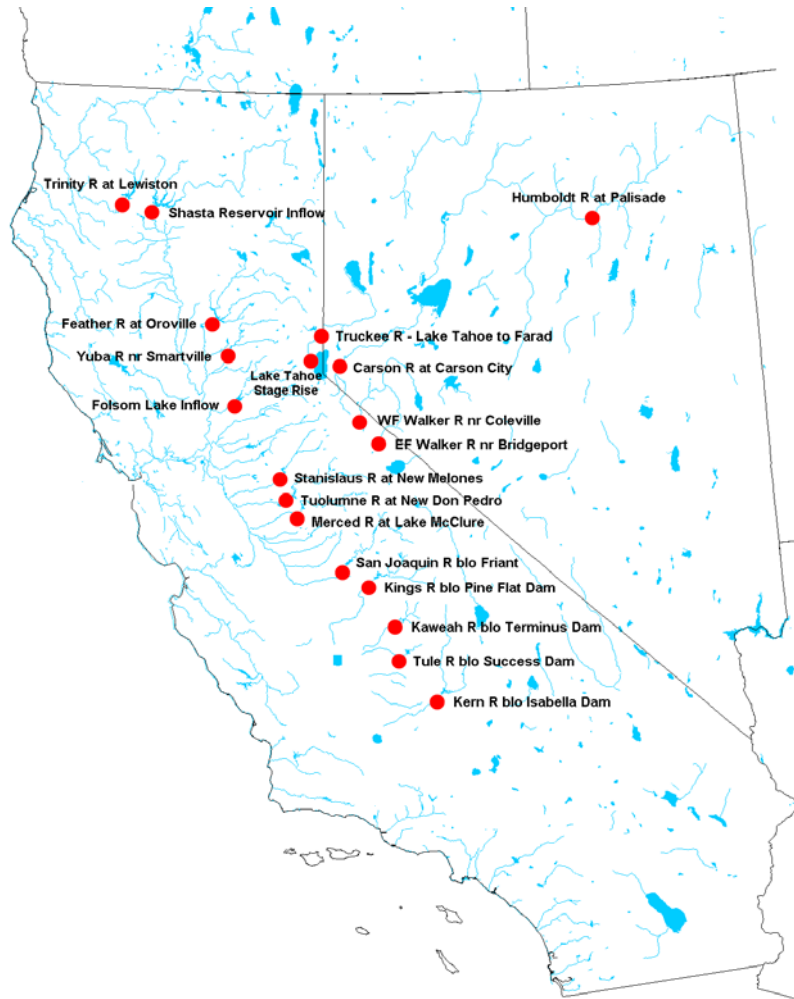 Trinity R at Lewiston
Shasta Reservoir Inflow
Humboldt R at Palisade
Feather R at Oroville
Truckee R - Lake Tahoe to Farad
Yuba R nr Smartville
Carson R at Carson City
Lake Tahoe
Stage Rise
Folsom Lake Inflow
WF Walker R nr Coleville
EF Walker R nr Bridgeport
Stanislaus R at New Melones
Tuolumne R at New Don Pedro
Merced R at Lake McClure
San Joaquin R blo Friant
Kings R blo Pine Flat Dam
Kaweah R blo Terminus Dam
Tule R blo Success Dam
Kern R blo Isabella Dam